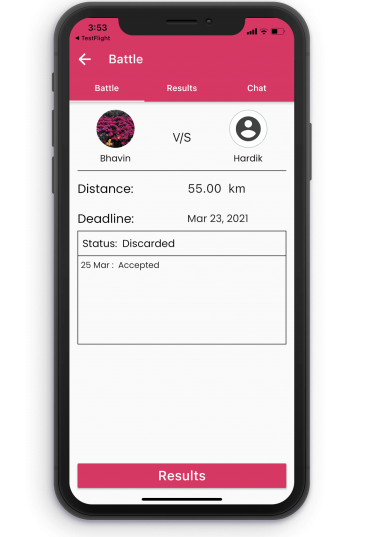 3:53
◀ TestFlight
Battle
Battle Results Chat
V/S
Bhavin Hardik
Distance: 55.00 km
Deadline: Mar 23, 2021
Status: Discarded
25 Mar : Accepted
Results